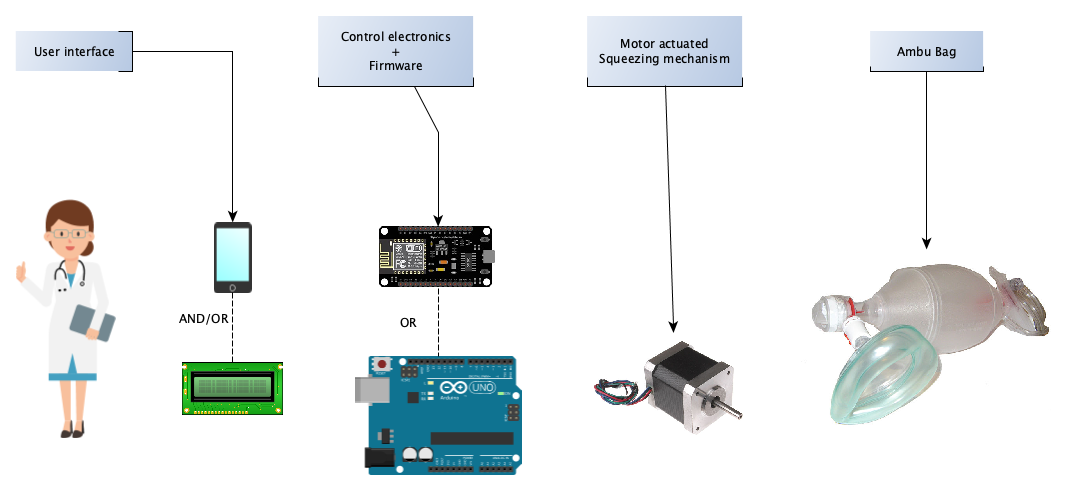 User interface
Control electronics
+
Firmware
Motor actuated
Squeezing mechanism
Ambu Bag
AND/OR
OR
UNO
Arduino